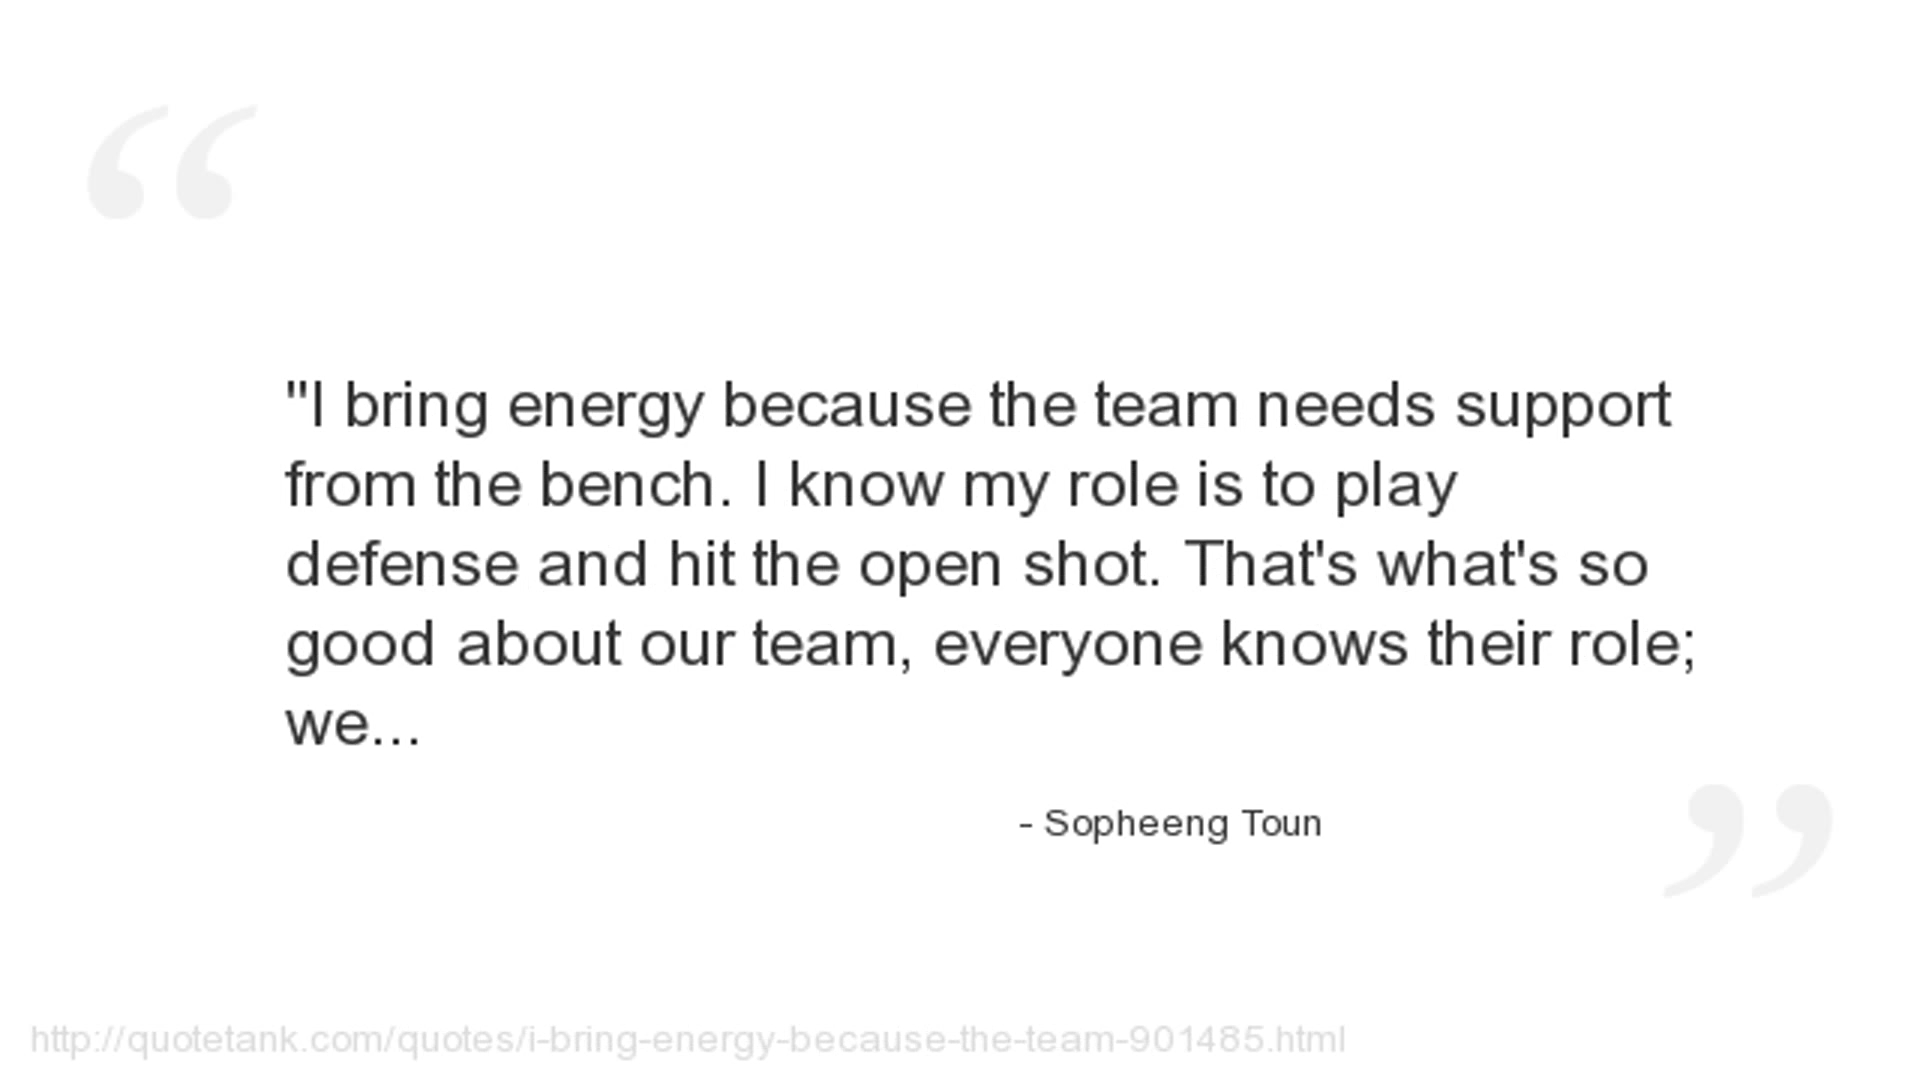 "I bring energy because the team needs support
from the bench. I know my role is to play
defense and hit the open shot. That's what's so
good about our team, everyone knows their role;
we...
- Sopheeng Toun
http://quotetank.com/quotes/i-bring-energy-because-the-team-901485.html